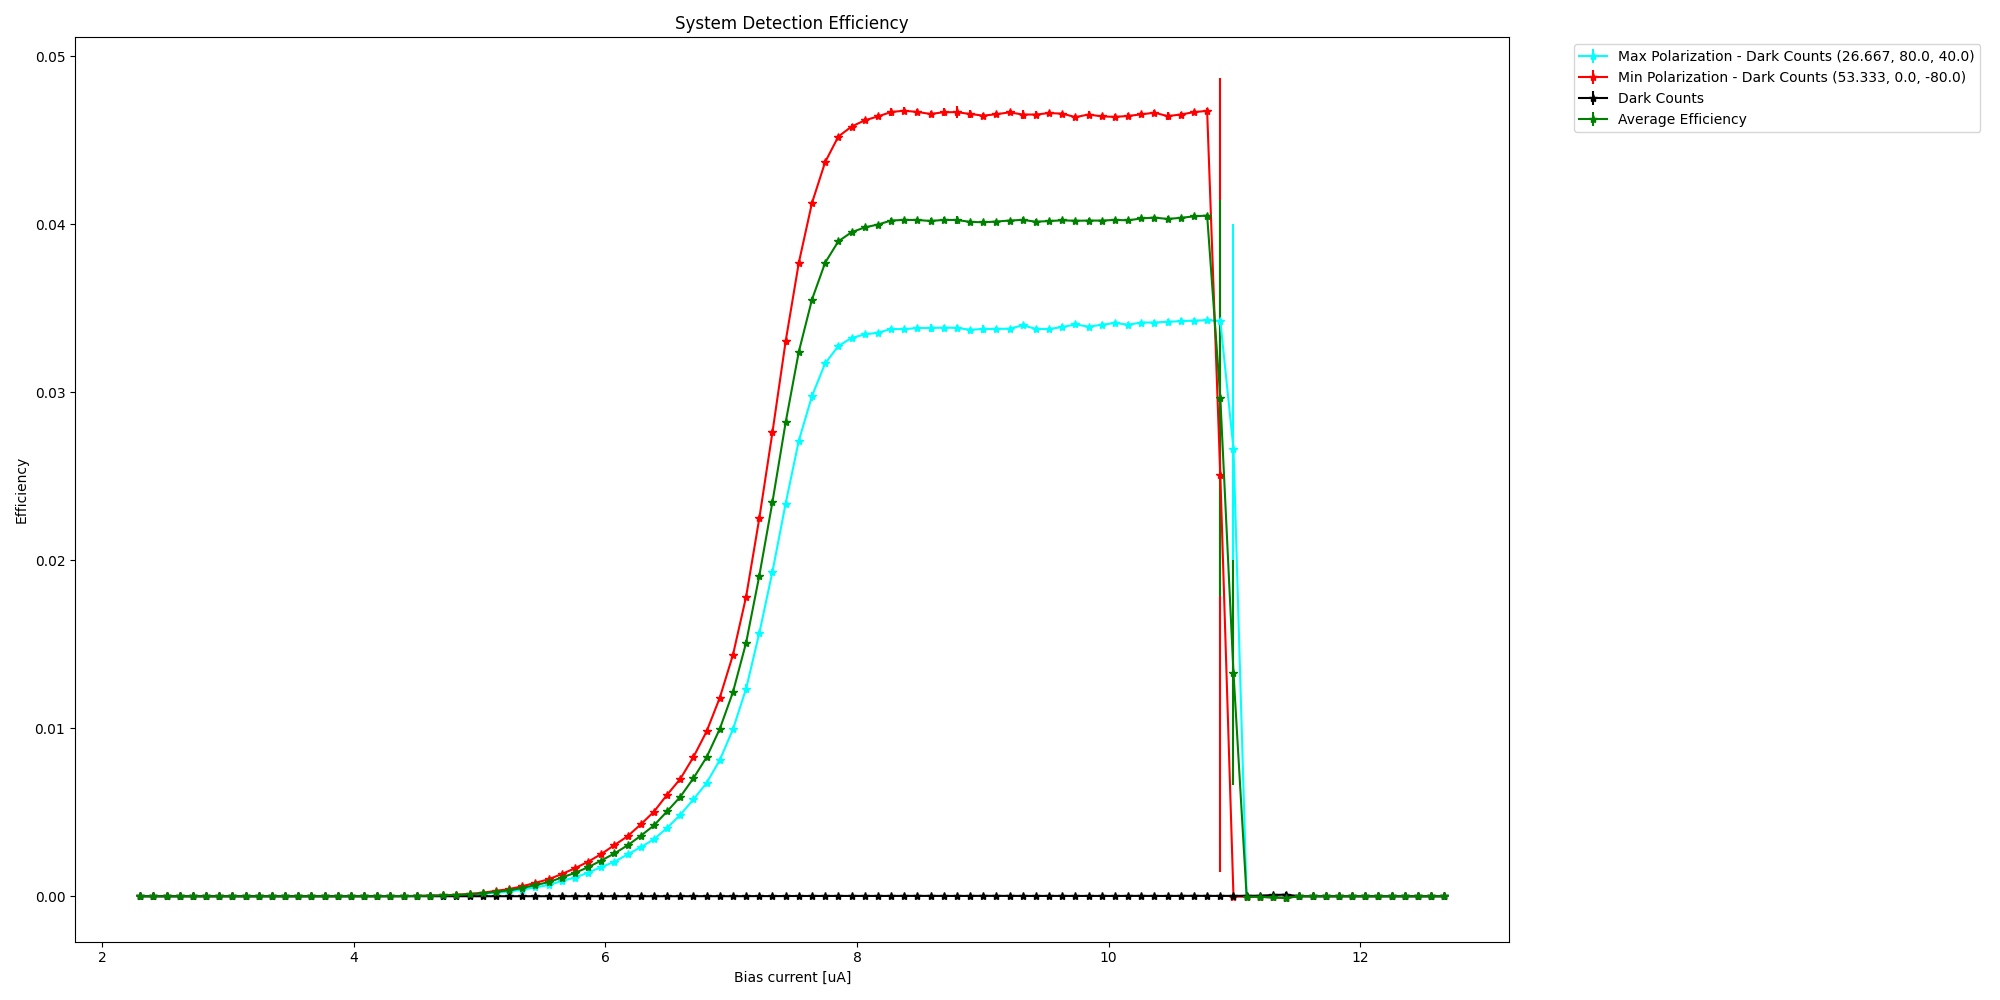 System Detection Efficiency
Max Polarization - Dark Counts (26.667, 80.0, 40.0)
Min Polarization - Dark Counts (53.333, 0.0, -80.0)
Dark Counts
Average Efficiency
Efficiency
0.05
0.04
0.03
0.02
0.01
0.00
2 4 6 8 10 12
Bias current [uA]